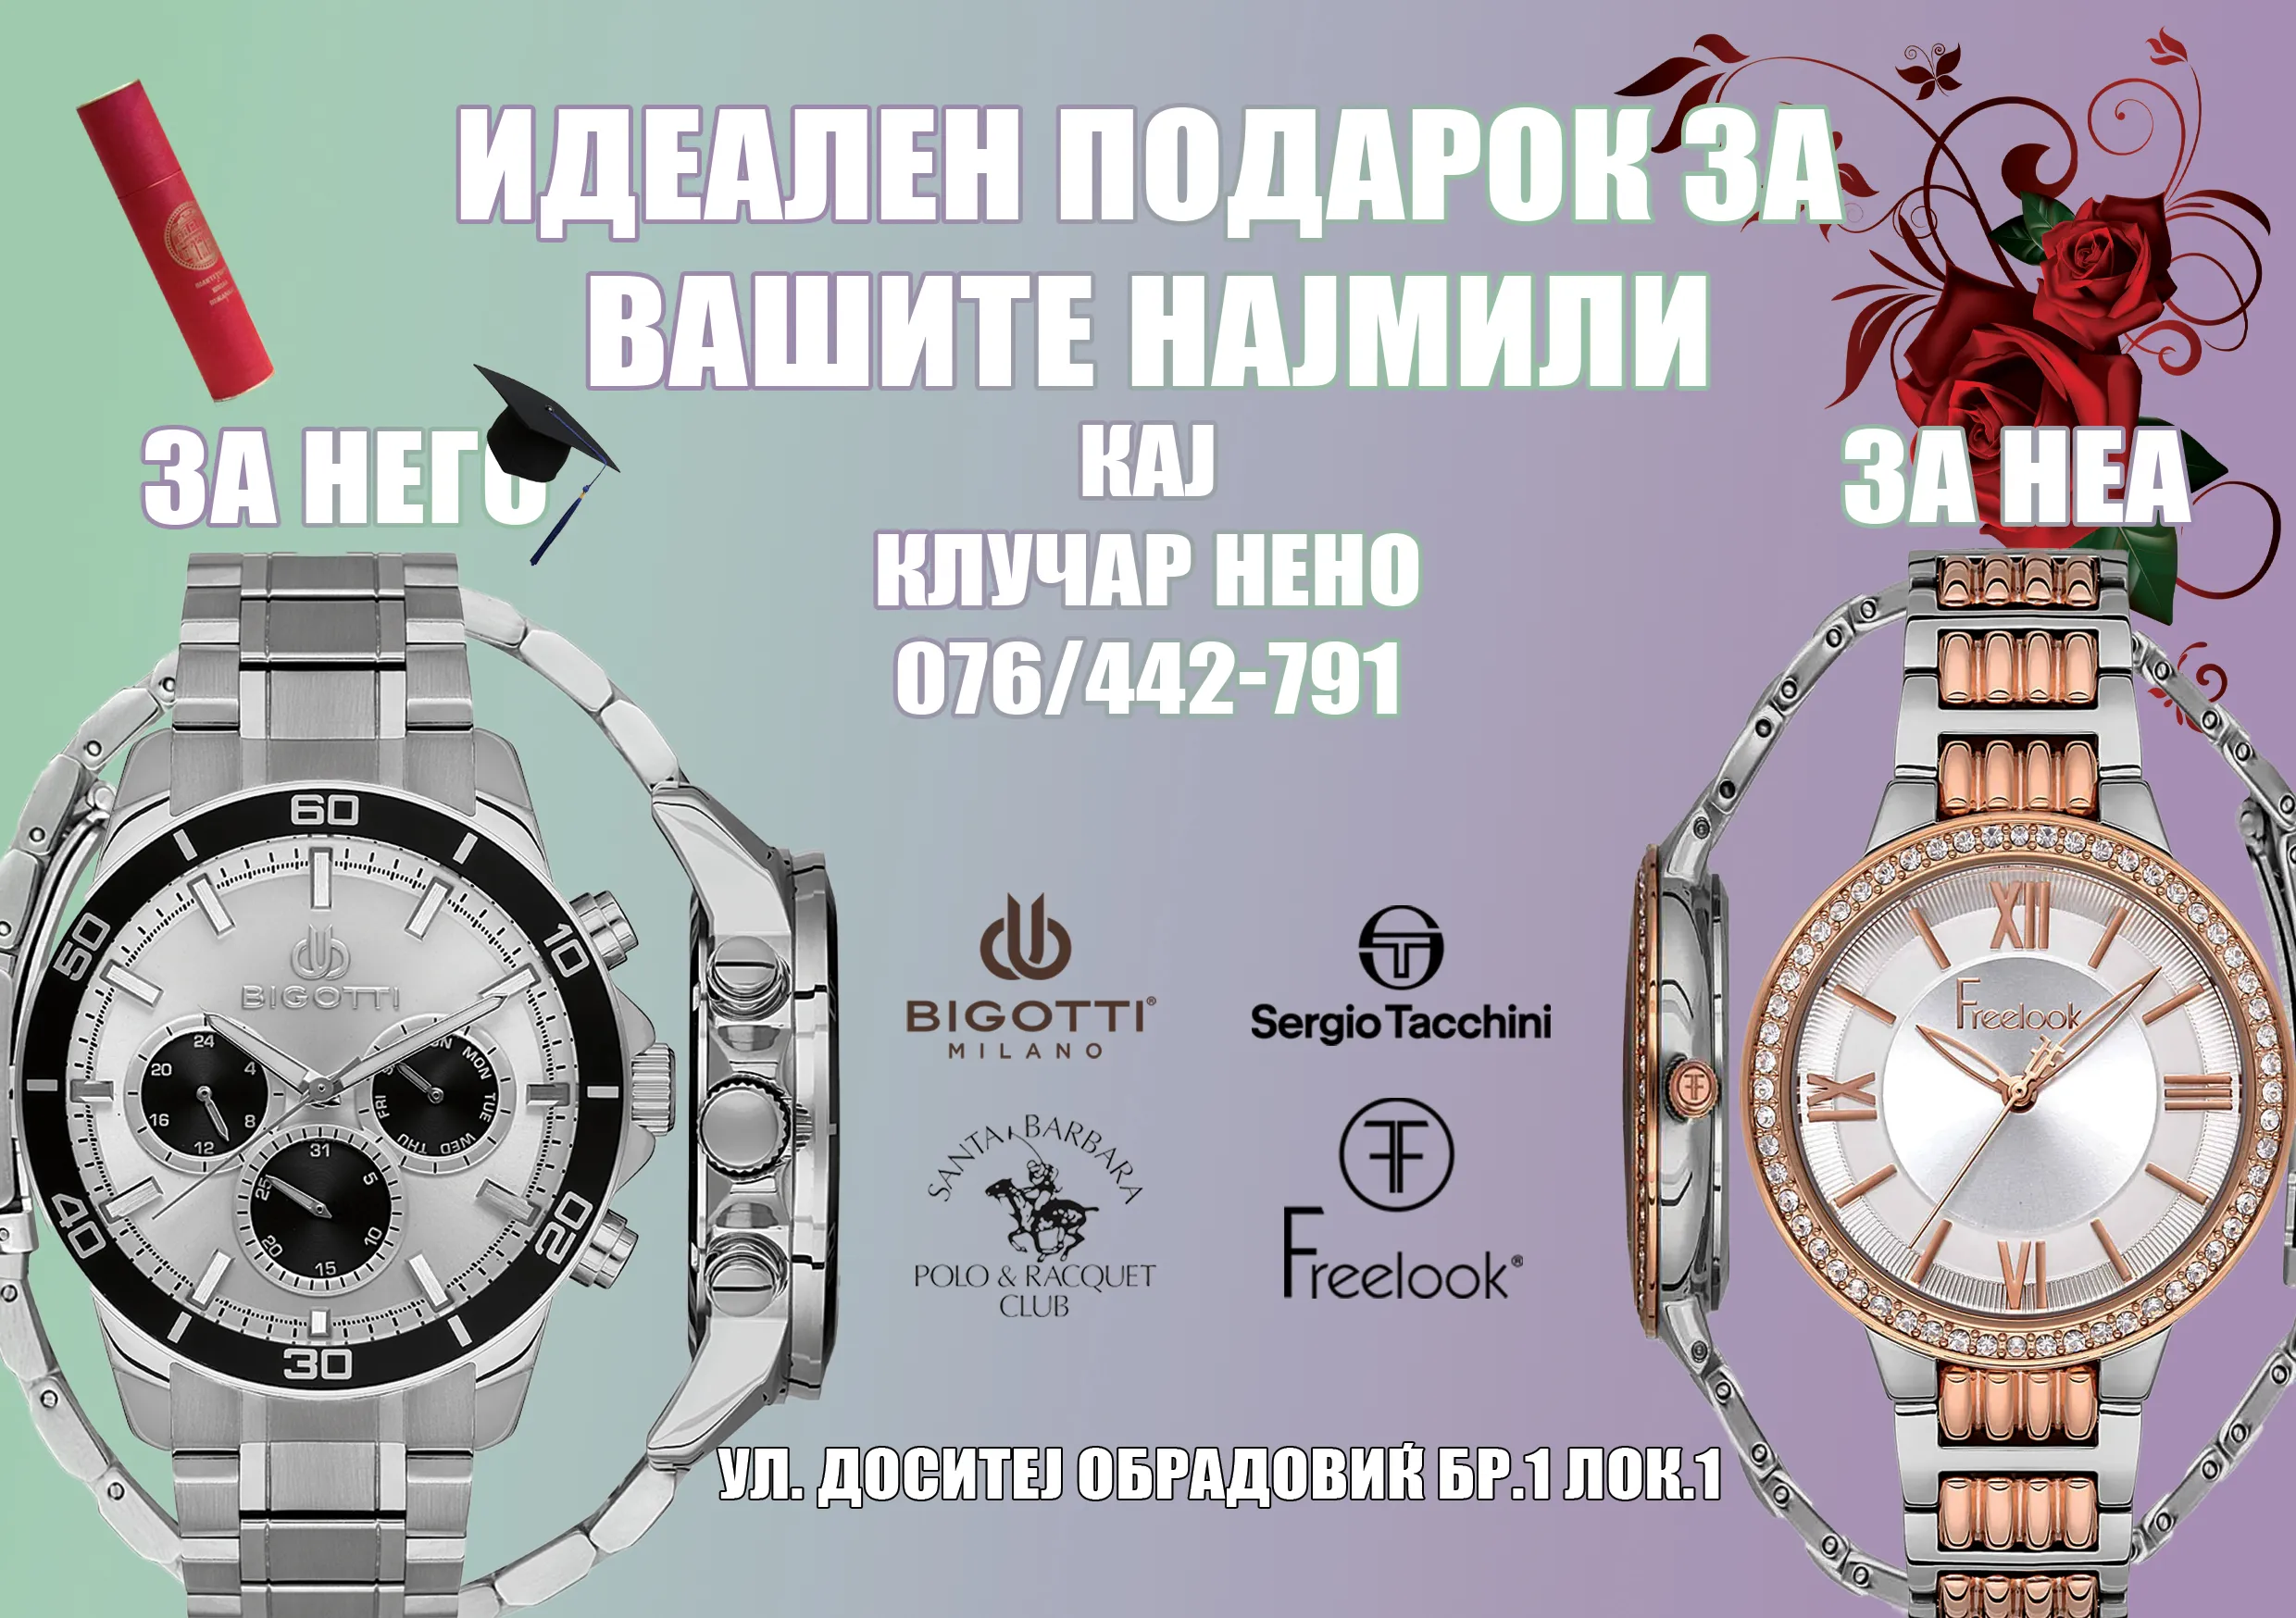 ИДЕАЛЕН ПОДАРОК ЗА
ВАШИТЕ НАЈМИЛИ
КАЈ
КЛУЧАР НЕНО
076/442-791
ЗА НЕГО
ЗА НЕА
60
10
20
30
40
50
BIGOTTI
24
4
8
12
16
20
MON
TUE
WED
THU
FRI
31
5
10
15
20
25
BIGOTTI®
MILANO
Sergio Tacchini
SANTA BARBARA
POLO & RACQUET
CLUB
Freelook®
XII
III
VI
IX
Freelook
УЛ. ДОСИТЕЈ ОБРАДОВИЌ БР.1 ЛОК.1